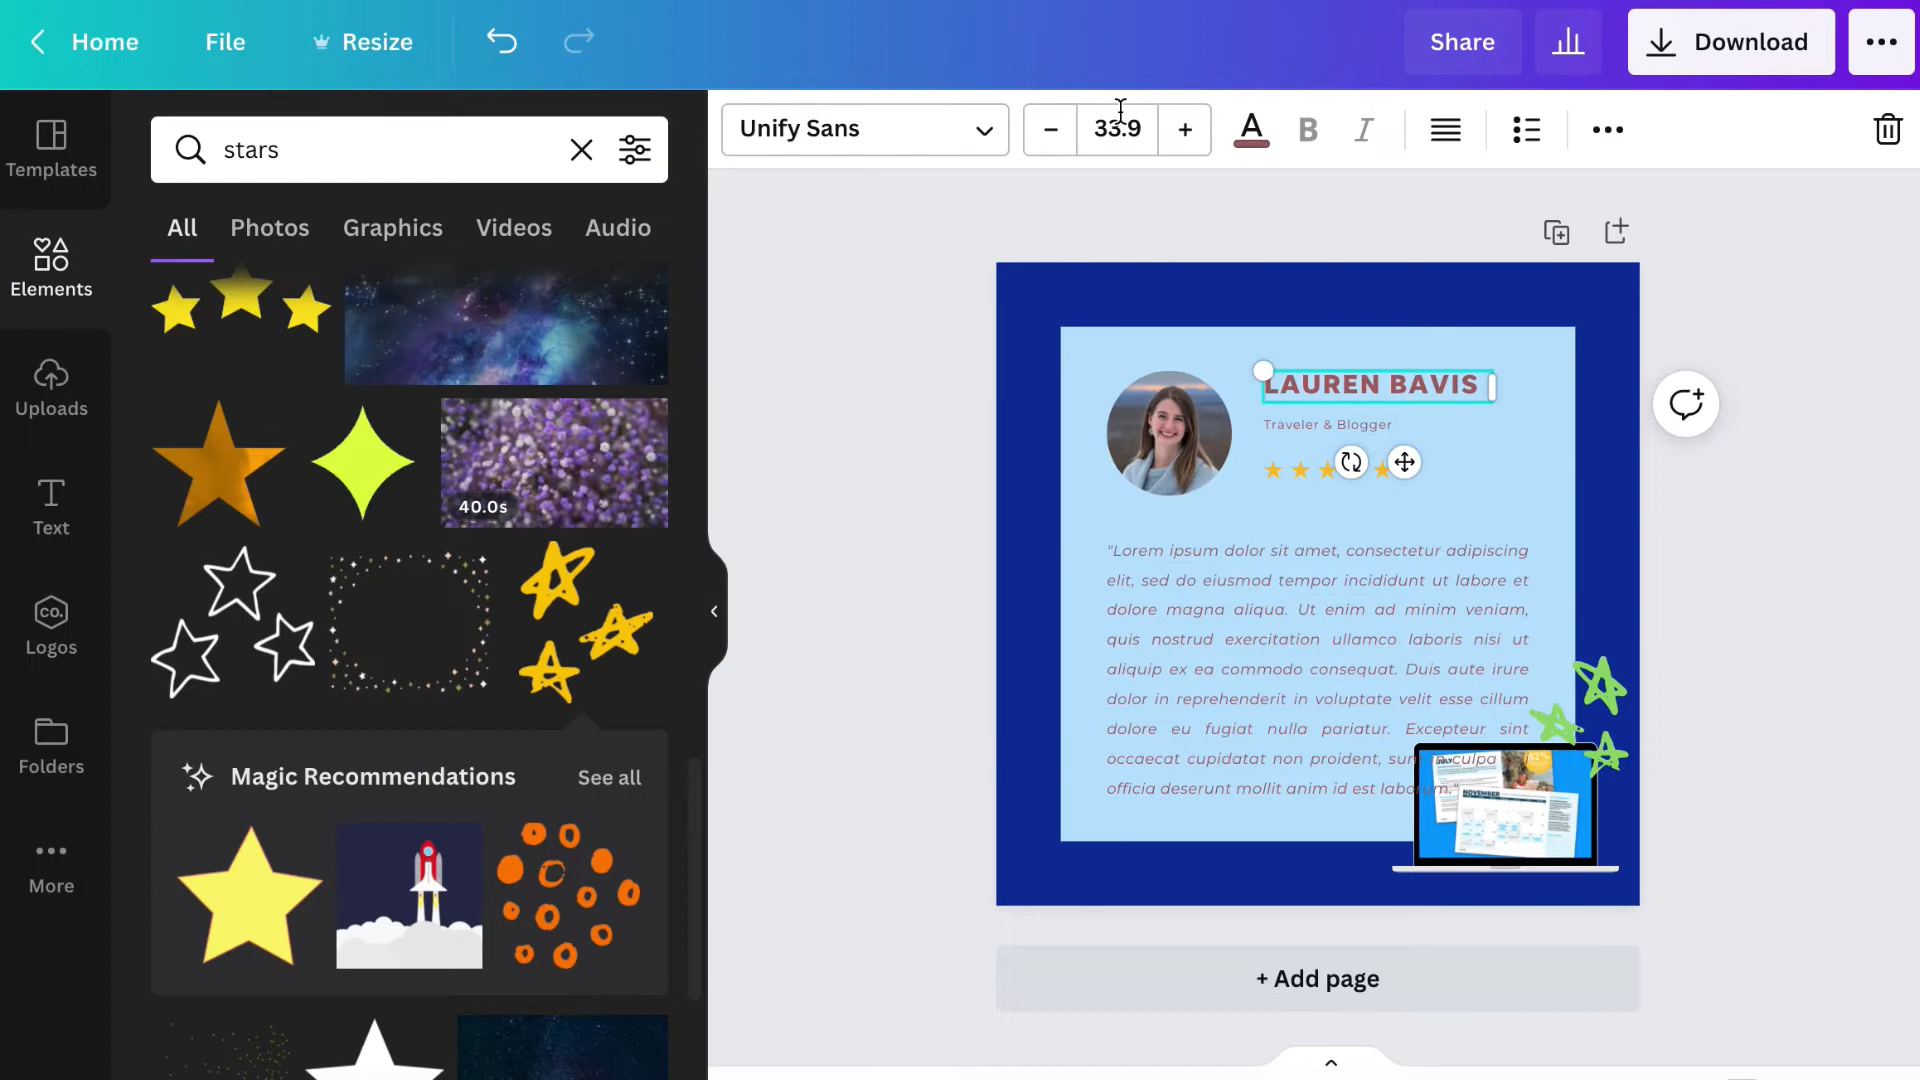 Home
File
Resize
Share
Download
Templates
Elements
Uploads
Text
CO.
Logos
Folders
More
stars
All
Photos
Graphics
Videos
Audio
40.0s
Magic Recommendations
See all
Unify Sans
33.9
A
B
I
LAUREN BAVIS
Traveler & Blogger
"Lorem ipsum dolor sit amet, consectetur adipiscing
elit, sed do eiusmod tempor incididunt ut labore et
dolore magna aliqua. Ut enim ad minim veniam,
quis nostrud exercitation ullamco laboris nisi ut
aliquip ex ea commodo consequat. Duis aute irure
dolor in reprehenderit in voluptate velit esse cillum
dolore eu fugiat nulla pariatur. Excepteur sint
occaecat cupidatat non proident, sun culpa
officia deserunt mollit anim id est laborum."
JULY
NOVEMBER
+ Add page